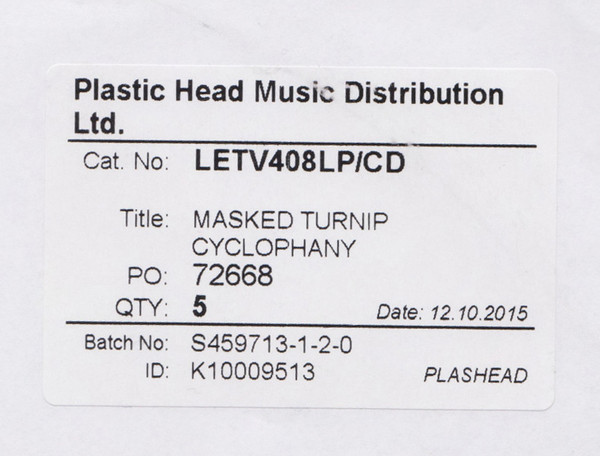 Plastic Head Music Distribution
Ltd.
Cat. No: LETV408LP/CD
Title: MASKED TURNIP
CYCLOPHANY
PO: 72668
QTY: 5 Date: 12.10.2015
Batch No: S459713-1-2-0
ID: K10009513 PLASHEAD